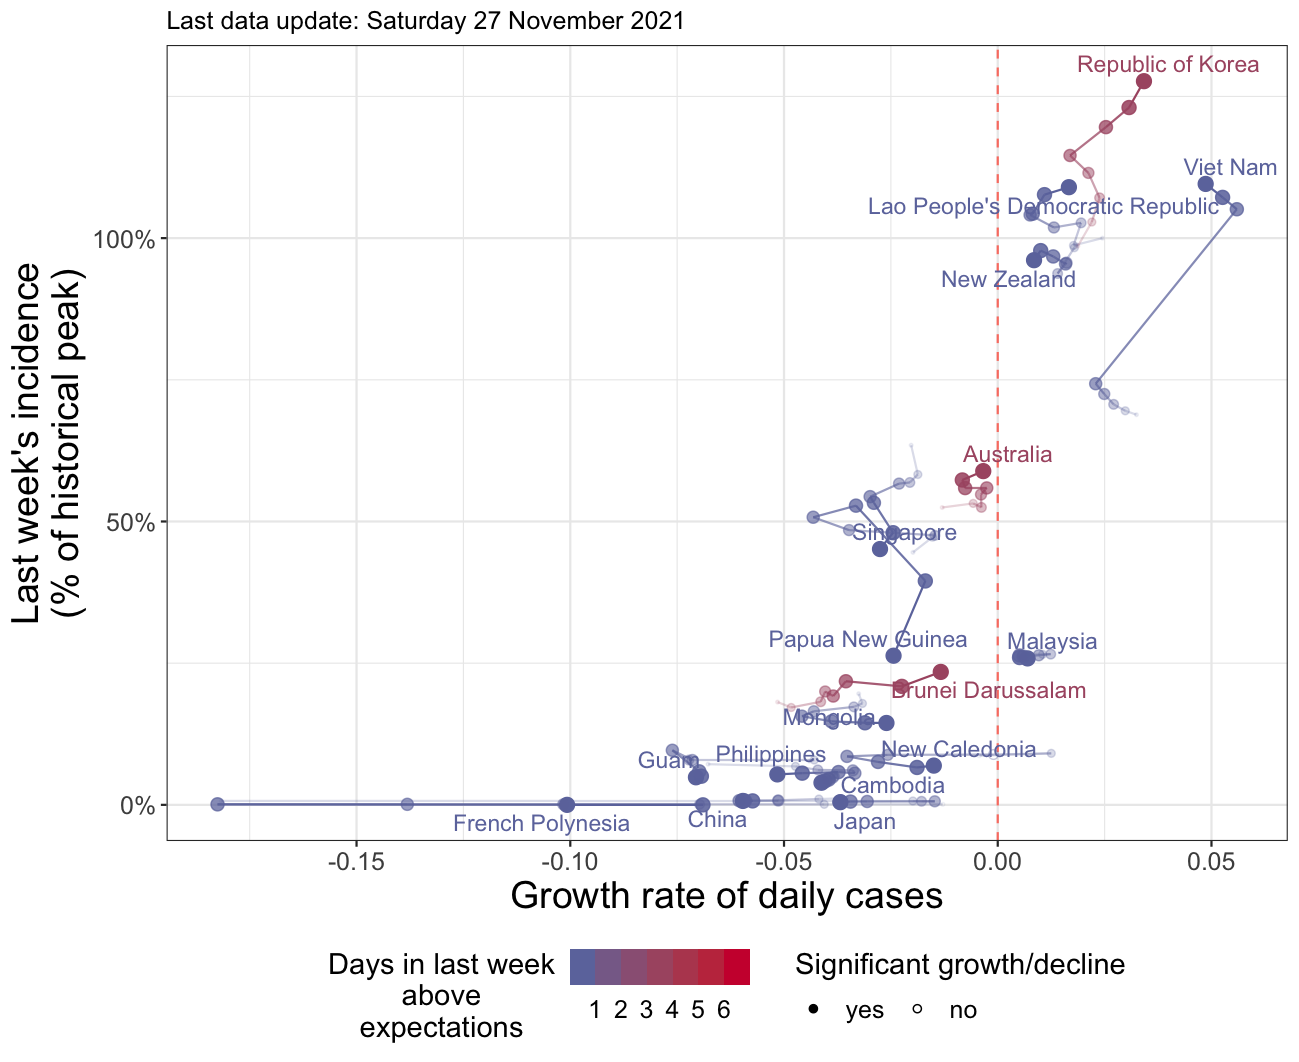 Last data update: Saturday 27 November 2021
Republic of Korea
Viet Nam
Lao People's Democratic Republic
New Zealand
Australia
Singapore
Papua New Guinea
Malaysia
Brunei Darussalam
Mongolia
New Caledonia
Philippines
Guam
Cambodia
French Polynesia
China
Japan
100%
50%
0%
Last week's incidence
(% of historical peak)
-0.15
-0.10
-0.05
0.00
0.05
Growth rate of daily cases
Days in last week
above
expectations
1 2 3 4 5 6
Significant growth/decline
yes
no